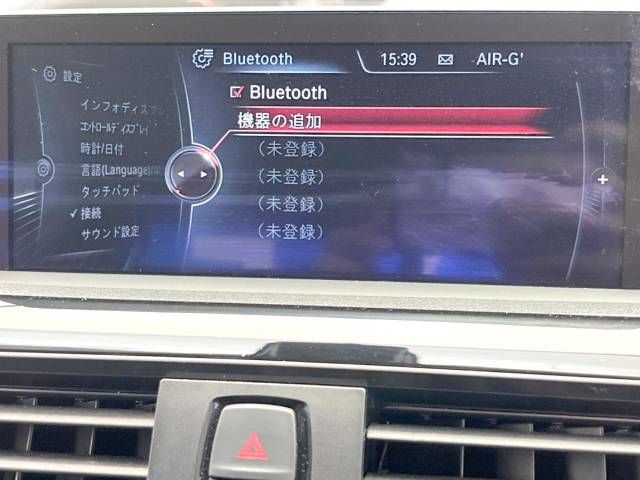 Bluetooth 15:39 AIR-G'
設定
インフォディスプレ
コントロールディスプレイ
時計/日付
言語(Language)/
タッチパッド
✓ 接続
サウンド設定
Bluetooth
機器の追加
(未登録)
(未登録)
(未登録)
(未登録)